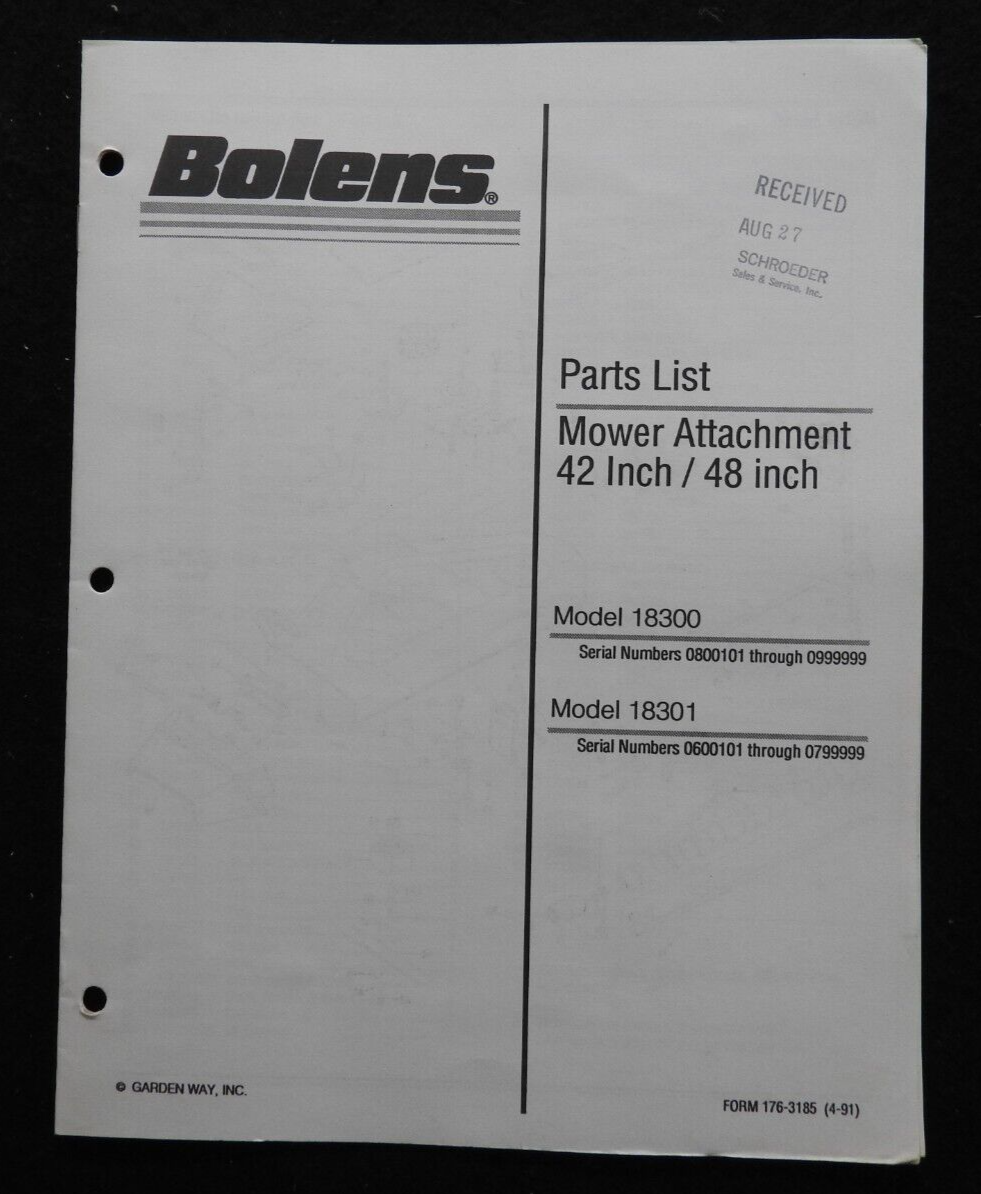 Bolens®
RECEIVED
AUG 27
SCHROEDER
Sales & Service, Inc.
Parts List
Mower Attachment
42 Inch / 48 inch
Model 18300
Serial Numbers 0800101 through 0999999
Model 18301
Serial Numbers 0600101 through 0799999
© GARDEN WAY, INC.
FORM 176-3185 (4-91)